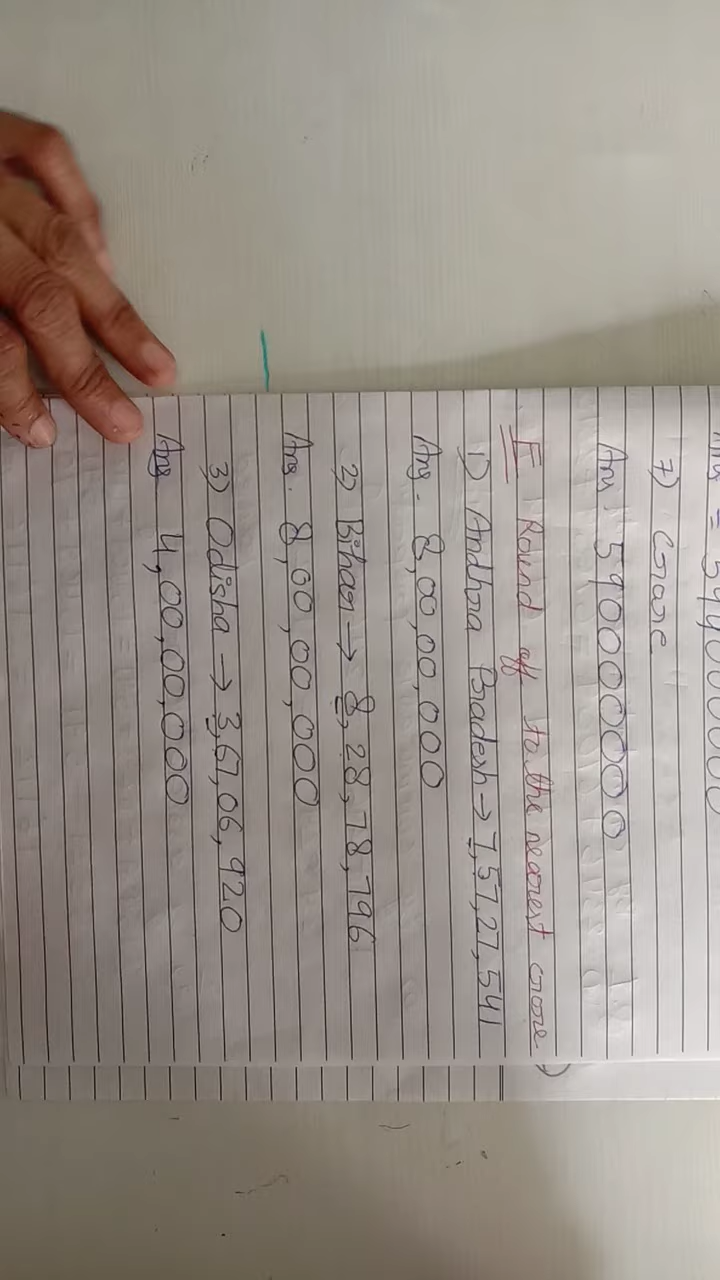 7) Crore
Ans 590000000
E Round off to the nearest crore.
1) Andhra Pradesh → 7,57,27,541
Ans. 8,00,00,000
2) Bihar → 8,28,78,796
Ans. 8,00,00,000
3) Odisha → 3,67,06,920
Ans 4,00,00,000